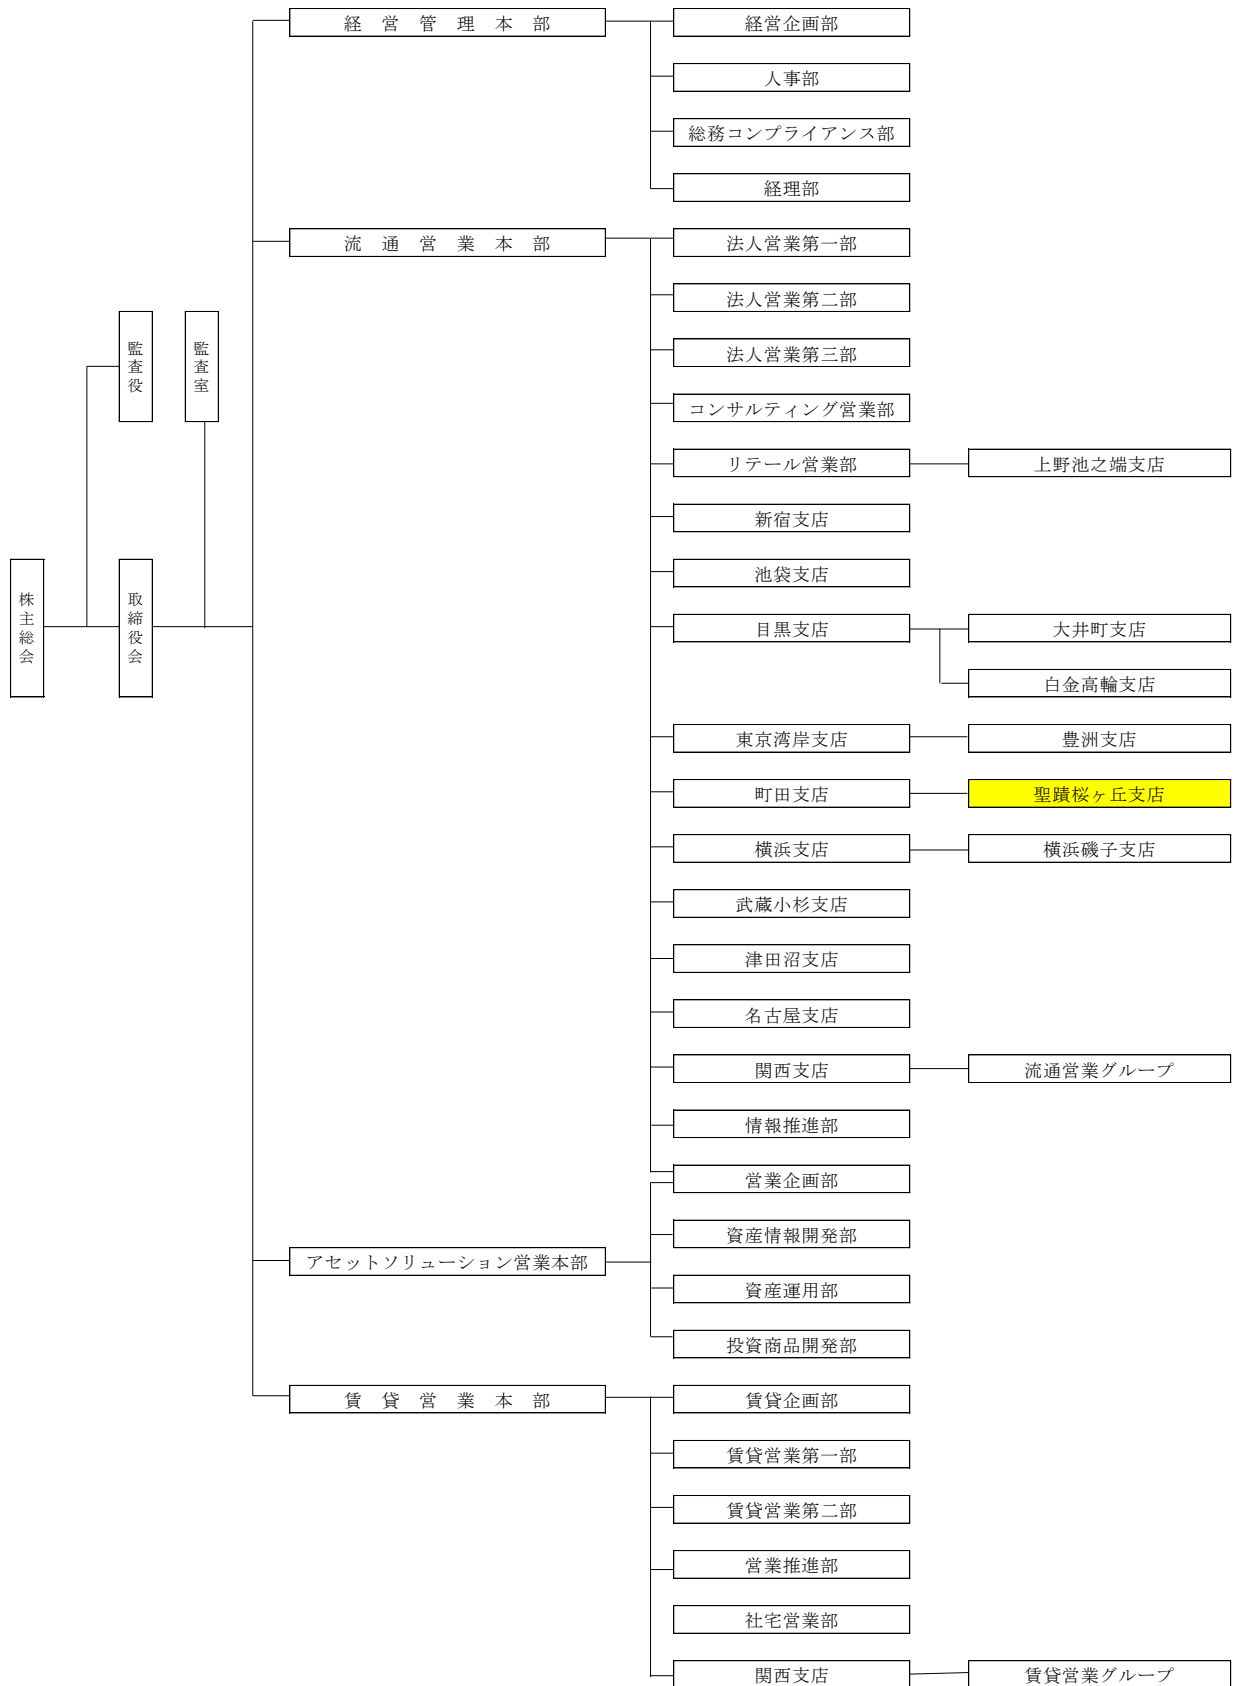 経営管理本部
経営企画部
人事部
総務コンプライアンス部
経理部
流通営業本部
法人営業第一部
法人営業第二部
監査役
監査室
法人営業第三部
コンサルティング営業部
リテール営業部
上野池之端支店
新宿支店
池袋支店
株主総会
取締役会
目黒支店
大井町支店
白金高輪支店
東京湾岸支店
豊洲支店
町田支店
聖蹟桜ヶ丘支店
横浜支店
横浜磯子支店
武蔵小杉支店
津田沼支店
名古屋支店
関西支店
流通営業グループ
情報推進部
営業企画部
資産情報開発部
アセットソリューション営業本部
資産運用部
投資商品開発部
賃貸営業本部
賃貸企画部
賃貸営業第一部
賃貸営業第二部
営業推進部
社宅営業部
関西支店
賃貸営業グループ